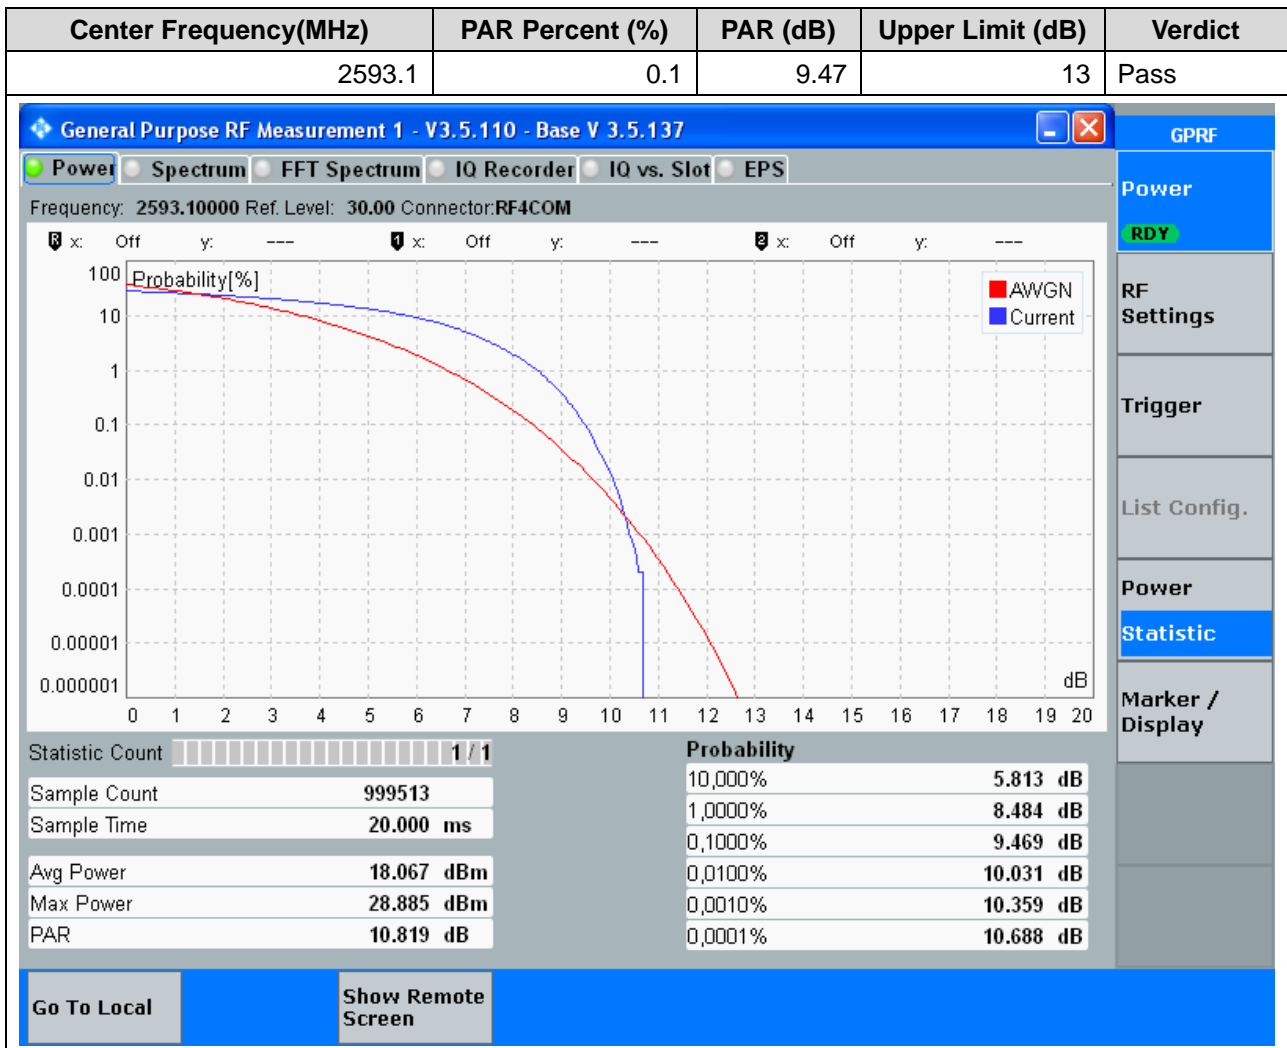 Center Frequency(MHz) PAR Percent (%) PAR (dB) Upper Limit (dB) Verdict
2593.1 0.1 9.47 13 Pass
General Purpose RF Measurement 1 - V3.5.110 - Base V 3.5.137
GPRF
Power Spectrum FFT Spectrum IQ Recorder IQ vs. Slot EPS
Power
RDY
Frequency: 2593.10000 Ref. Level: 30.00 Connector:RF4COM
R x: Off y: --- 1 x: Off y: --- 2 x: Off y: ---
Probability[%]
AWGN
Current
100
10
1
0.1
0.01
0.001
0.0001
0.00001
0.000001
dB
0 1 2 3 4 5 6 7 8 9 10 11 12 13 14 15 16 17 18 19 20
RF
Settings
Trigger
List Config.
Power
Statistic
Marker /
Display
Statistic Count 1 / 1
Sample Count 999513
Sample Time 20.000 ms
Avg Power 18.067 dBm
Max Power 28.885 dBm
PAR 10.819 dB
Probability
10,000% 5.813 dB
1,0000% 8.484 dB
0,1000% 9.469 dB
0,0100% 10.031 dB
0,0010% 10.359 dB
0,0001% 10.688 dB
Go To Local
Show Remote
Screen